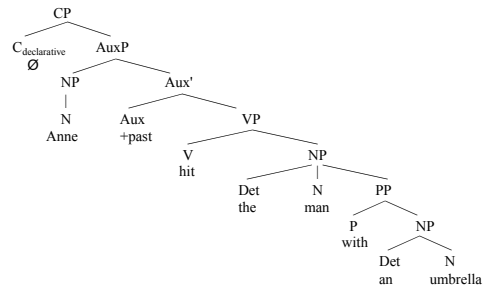 CP
C declarative AuxP
Ø
NP Aux'
N Aux VP
Anne +past
V NP
hit
Det N PP
the man
P NP
with
Det N
an umbrella